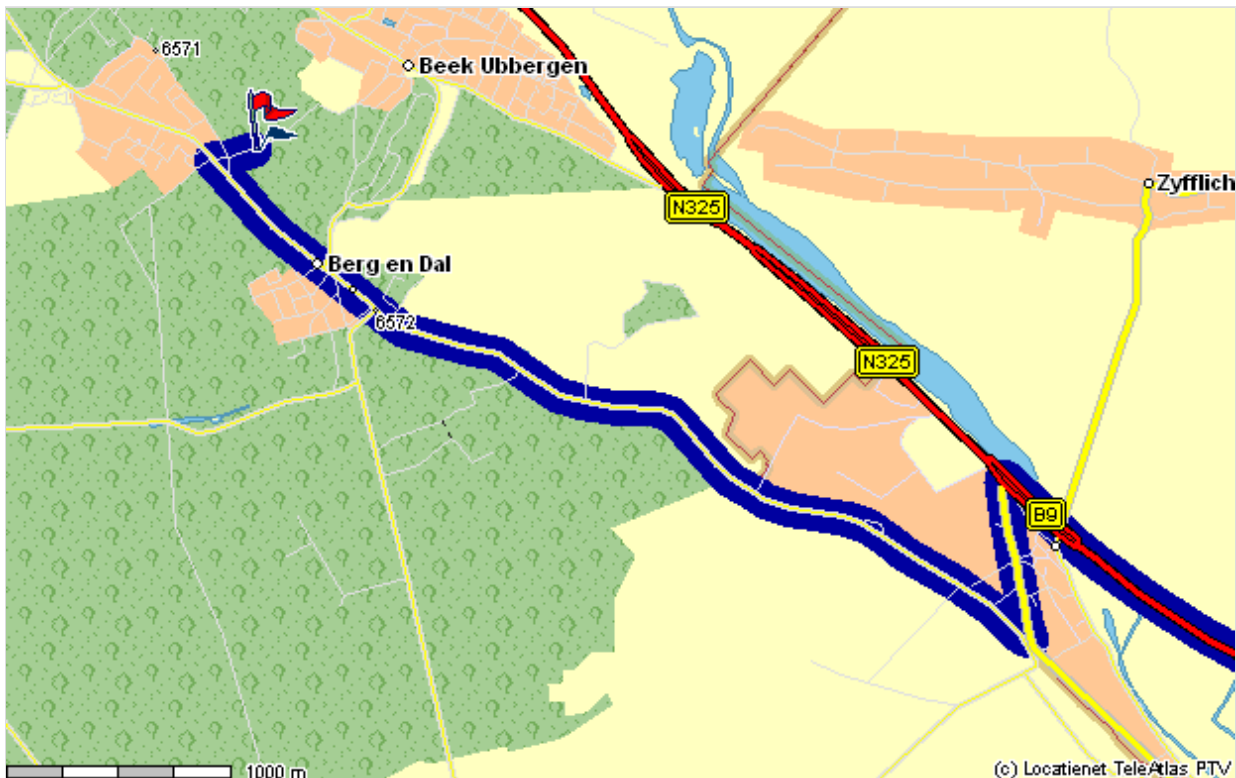 6571
Beek Ubbergen
Zyfflich
N325
Berg en Dal
6572
N325
B9
1000 m
(c) Locatienet TeleAtlas PTV